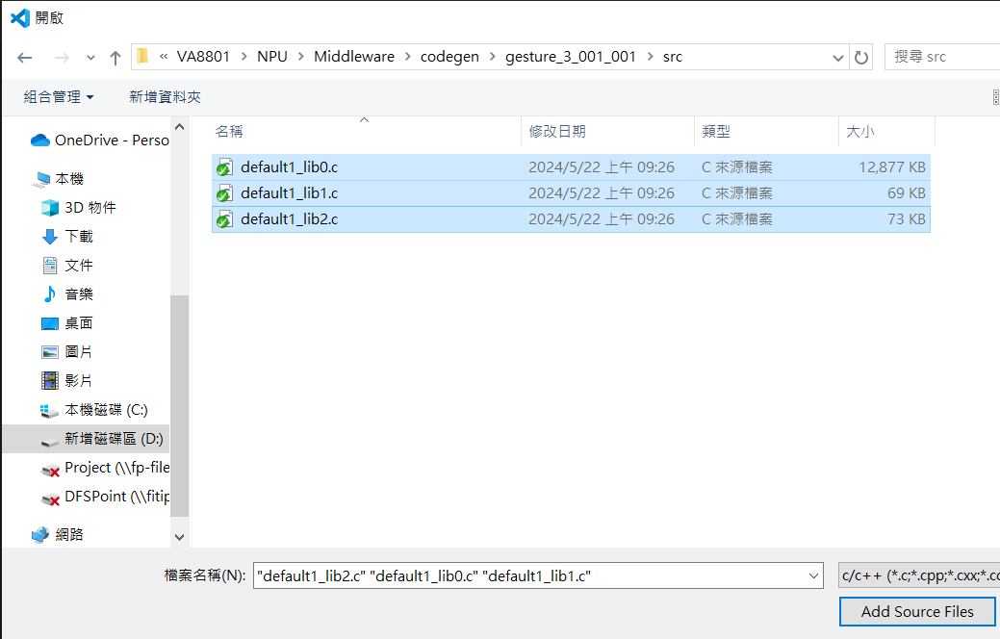 開啟
« VA8801 > NPU > Middleware > codegen > gesture_3_001_001 > src
搜尋 src
組合管理 新增資料夾
名稱 修改日期 類型 大小
default1_lib0.c 2024/5/22 上午 09:26 C 來源檔案 12,877 KB
default1_lib1.c 2024/5/22 上午 09:26 C 來源檔案 69 KB
default1_lib2.c 2024/5/22 上午 09:26 C 來源檔案 73 KB
OneDrive - Perso
本機
3D 物件
下載
文件
音樂
桌面
圖片
影片
本機磁碟 (C:)
新增磁碟區 (D:)
Project (\\fp-file
DFSPoint (\\fitip
網路
檔案名稱(N): "default1_lib2.c" "default1_lib0.c" "default1_lib1.c"
c/c++ (*.c;*.cpp;*.cxx;*.cc
Add Source Files